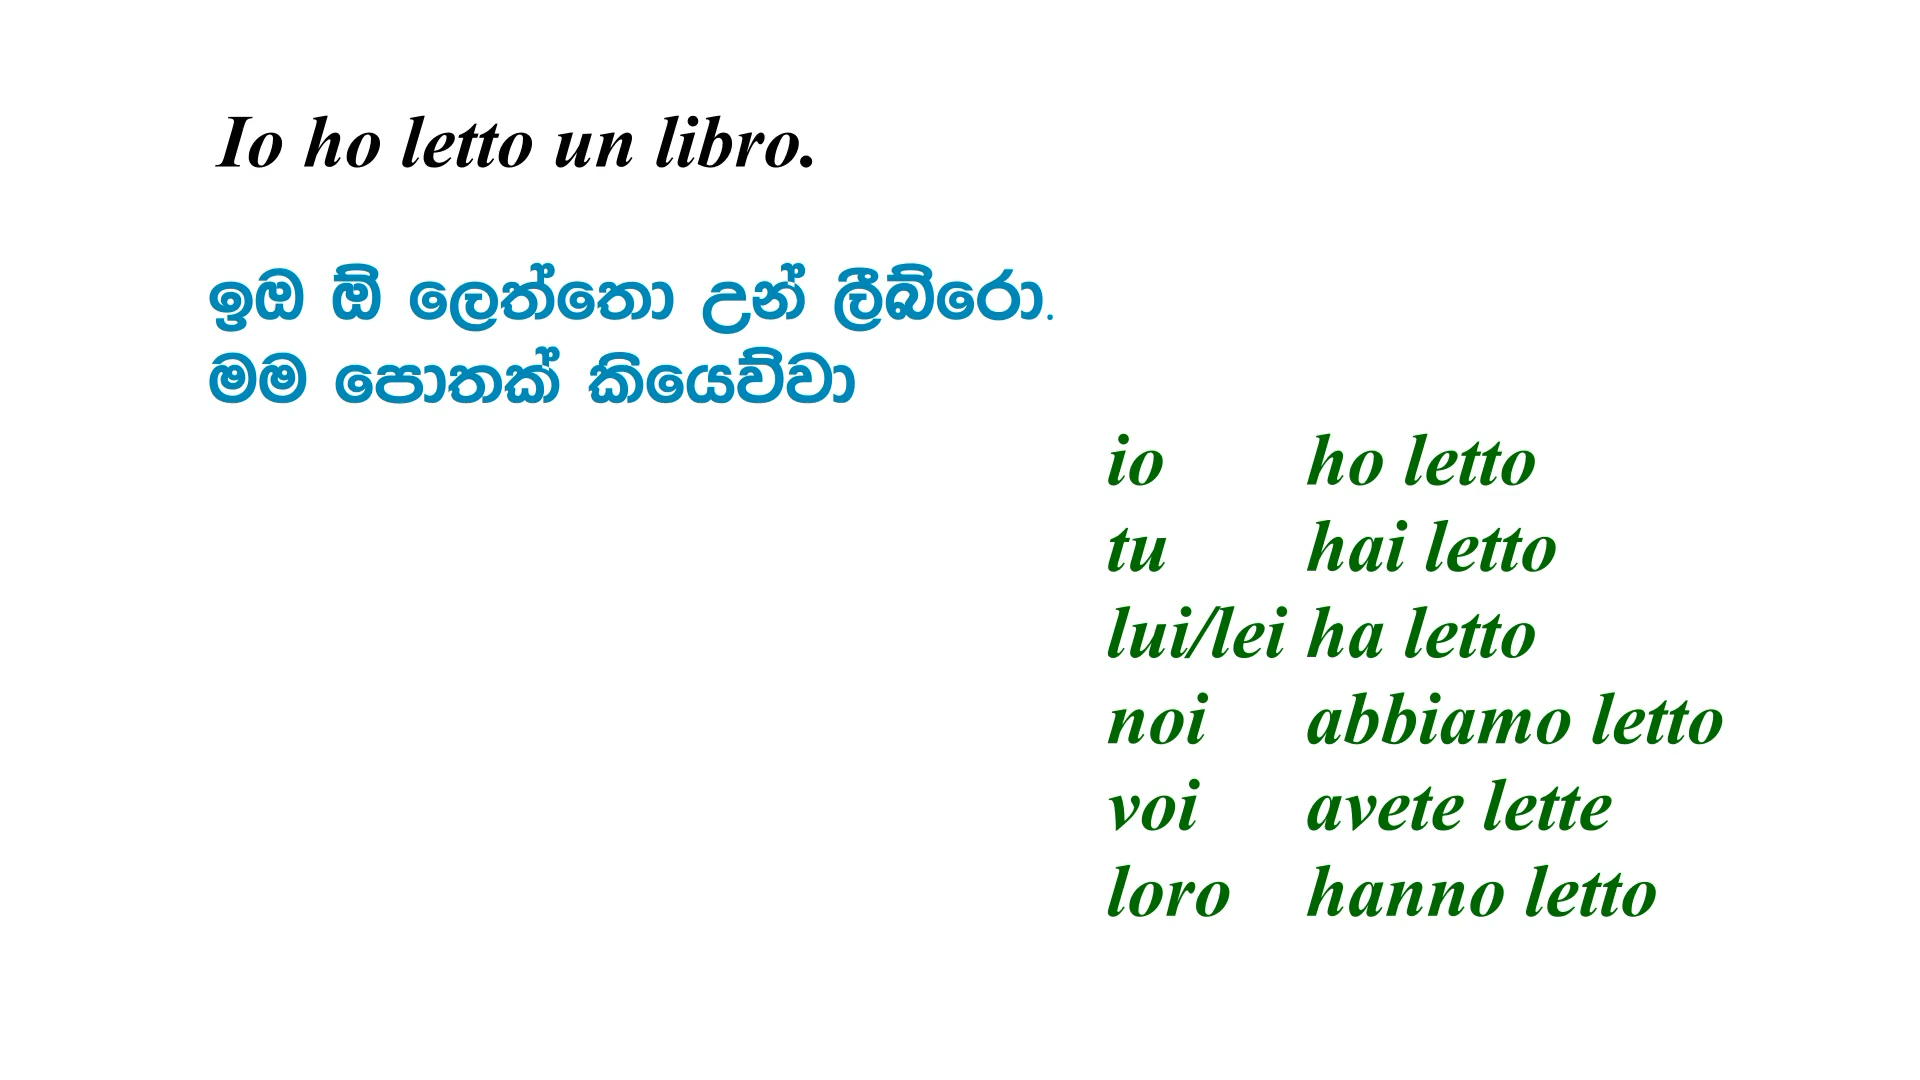 Io ho letto un libro.
ඉඔ ඕ ලෙත්තො උන් ලීබ්රො.
මම පොතක් කියෙව්වා
io ho letto
tu hai letto
lui/lei ha letto
noi abbiamo letto
voi avete lette
loro hanno letto